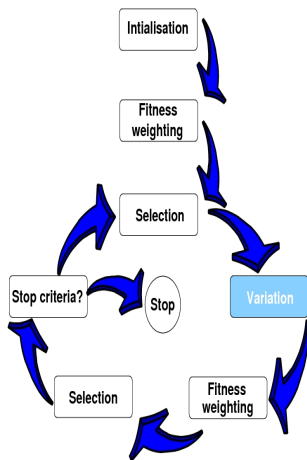 Intialisation
Fitness
weighting
Selection
Stop criteria?
Stop
Variation
Selection
Fitness
weighting